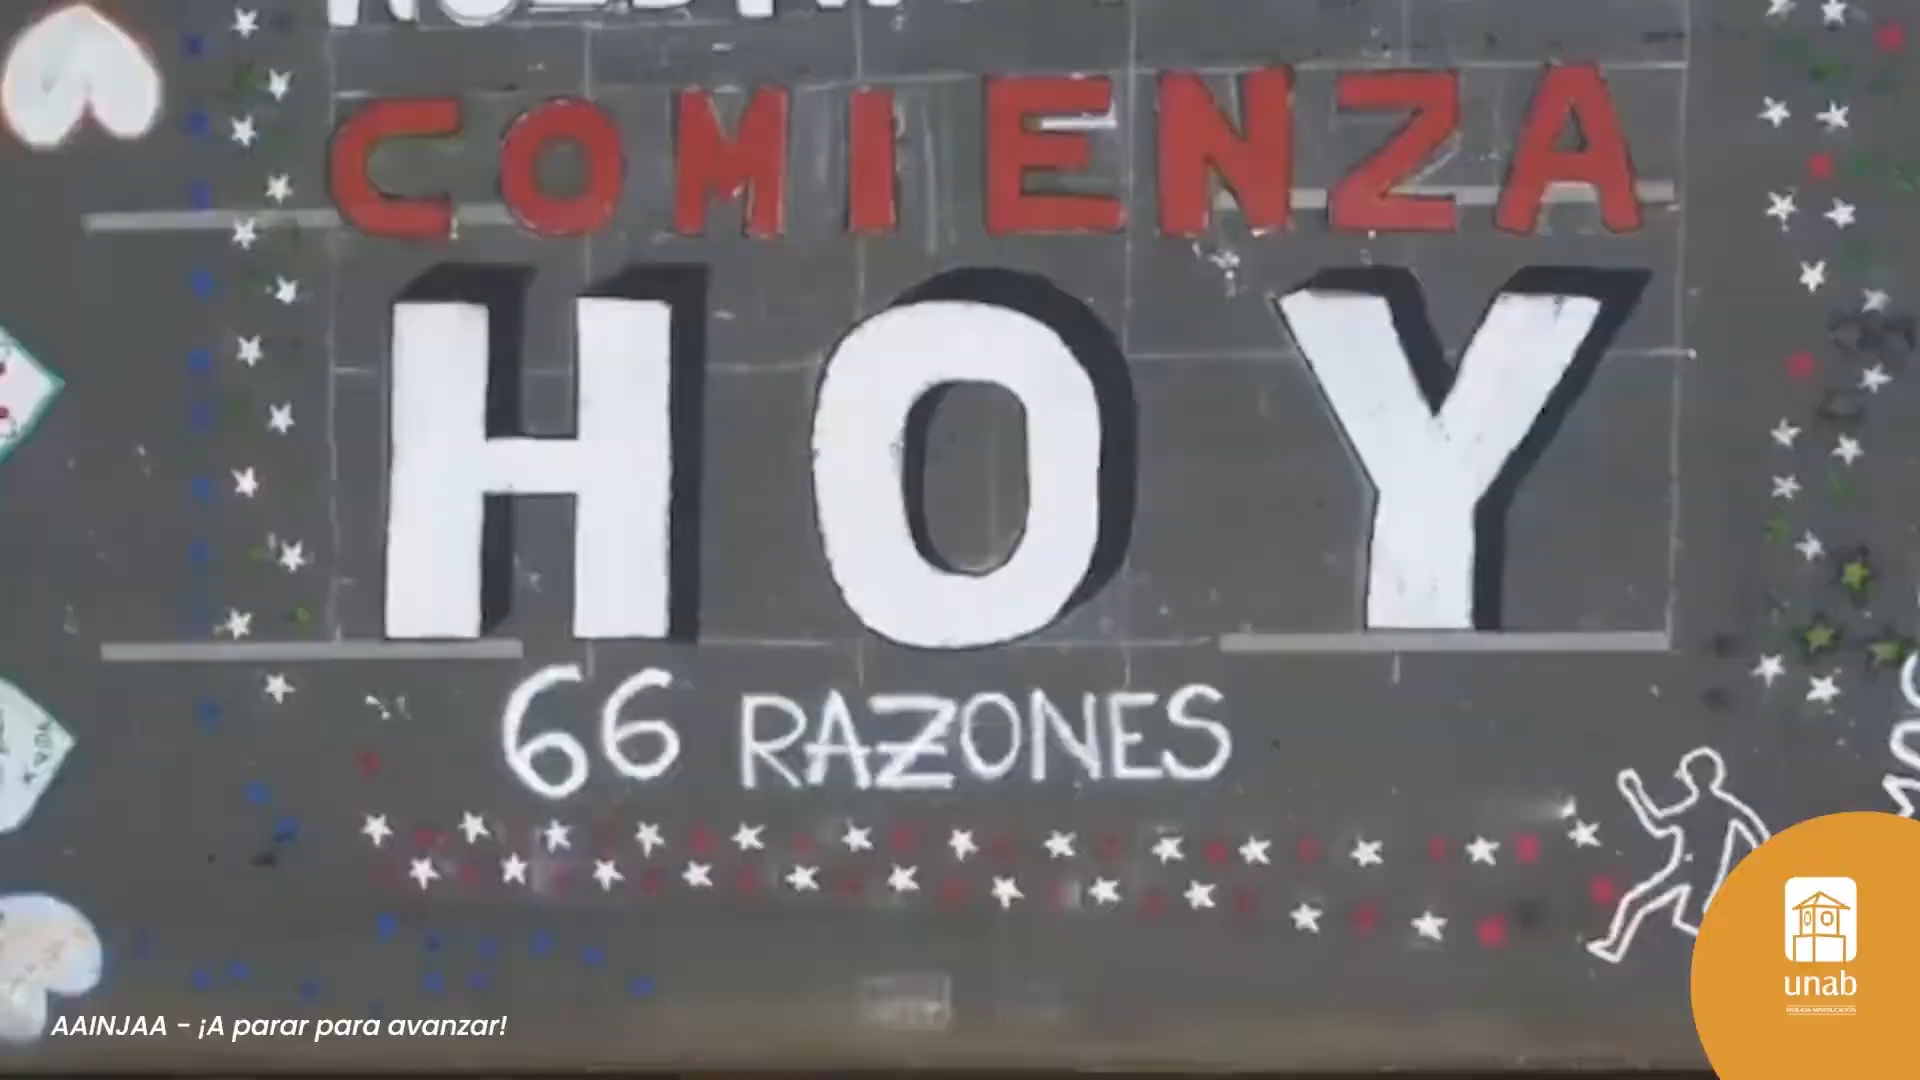 COMIENZA
HOY
66 RAZONES
AAINJAA - ¡A parar para avanzar!
unab